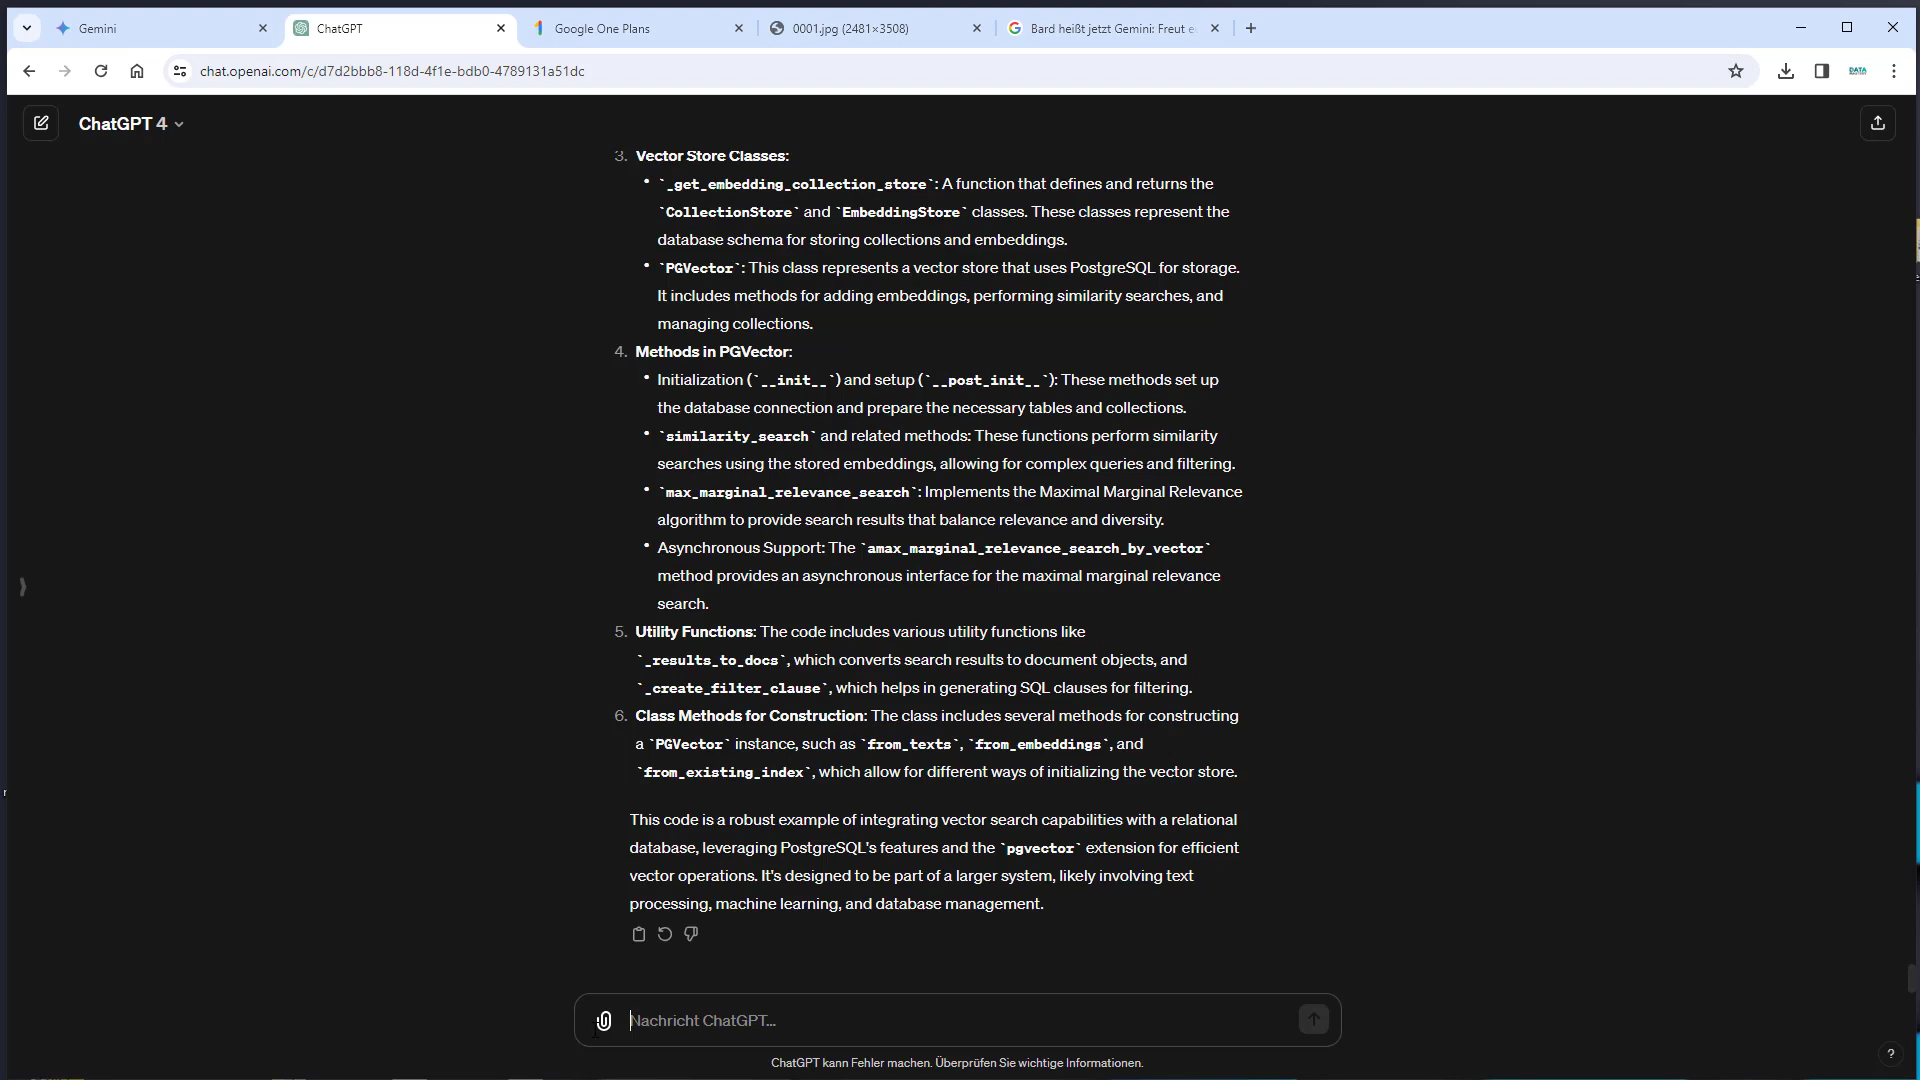 Gemini
ChatGPT
Google One Plans
0001.jpg (2481×3508)
Bard heißt jetzt Gemini: Freut e
chat.openai.com/c/d7d2bbb8-118d-4f1e-bdb0-4789131a51dc
DATA
ChatGPT 4
3. Vector Store Classes:
• `_get_embedding_collection_store`: A function that defines and returns the
`CollectionStore` and `EmbeddingStore` classes. These classes represent the
database schema for storing collections and embeddings.
• `PGVector`: This class represents a vector store that uses PostgreSQL for storage.
It includes methods for adding embeddings, performing similarity searches, and
managing collections.
4. Methods in PGVector:
• Initialization (`__init__`) and setup (`__post_init__`): These methods set up
the database connection and prepare the necessary tables and collections.
• `similarity_search` and related methods: These functions perform similarity
searches using the stored embeddings, allowing for complex queries and filtering.
• `max_marginal_relevance_search`: Implements the Maximal Marginal Relevance
algorithm to provide search results that balance relevance and diversity.
• Asynchronous Support: The `amax_marginal_relevance_search_by_vector`
method provides an asynchronous interface for the maximal marginal relevance
search.
5. Utility Functions: The code includes various utility functions like
`_results_to_docs`, which converts search results to document objects, and
`_create_filter_clause`, which helps in generating SQL clauses for filtering.
6. Class Methods for Construction: The class includes several methods for constructing
a `PGVector` instance, such as `from_texts`, `from_embeddings`, and
`from_existing_index`, which allow for different ways of initializing the vector store.
This code is a robust example of integrating vector search capabilities with a relational
database, leveraging PostgreSQL's features and the `pgvector` extension for efficient
vector operations. It's designed to be part of a larger system, likely involving text
processing, machine learning, and database management.
Nachricht ChatGPT...
ChatGPT kann Fehler machen. Überprüfen Sie wichtige Informationen.
?